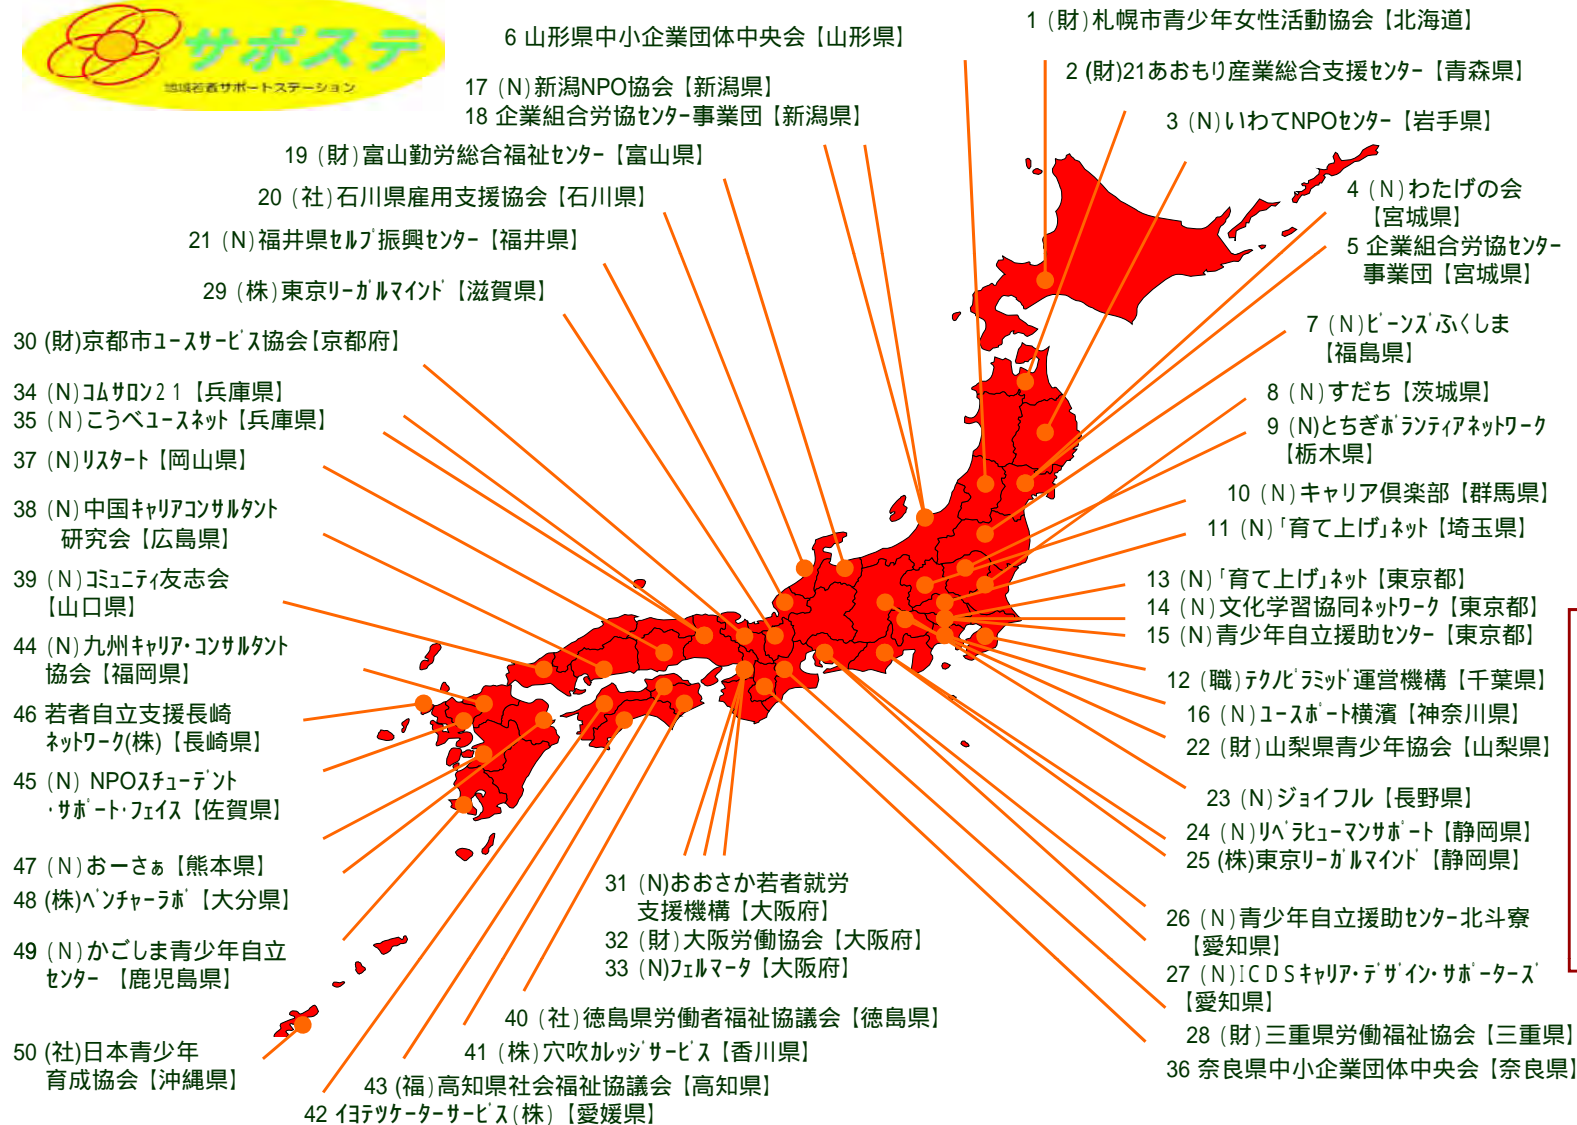 サポステ
地域若者サポートステーション
6 山形県中小企業団体中央会【山形県】
1 (財)札幌市青少年女性活動協会【北海道】
2 (財)21あおもり産業総合支援ｾﾝﾀｰ【青森県】
17 (N)新潟NPO協会【新潟県】
18 企業組合労協ｾﾝﾀｰ事業団【新潟県】
3 (N)いわてNPOｾﾝﾀｰ【岩手県】
19 (財)富山勤労総合福祉ｾﾝﾀｰ【富山県】
20 (社)石川県雇用支援協会【石川県】
4 (N)わたげの会
【宮城県】
21 (N)福井県ｾﾙﾌﾟ振興ｾﾝﾀｰ【福井県】
5 企業組合労協ｾﾝﾀｰ
事業団【宮城県】
29 (株)東京ﾘｰｶﾞﾙﾏｲﾝﾄﾞ【滋賀県】
30 (財)京都市ﾕｰｽｻｰﾋﾞｽ協会【京都府】
7 (N)ﾋﾞｰﾝｽﾞふくしま
【福島県】
34 (N)ｺﾑｻﾛﾝ２１【兵庫県】
35 (N)こうべﾕｰｽﾈｯﾄ【兵庫県】
8 (N)すだち【茨城県】
9 (N)とちぎﾎﾞﾗﾝﾃｨｱﾈｯﾄﾜｰｸ
【栃木県】
37 (N)ﾘｽﾀｰﾄ【岡山県】
10 (N)キャリア倶楽部【群馬県】
38 (N)中国ｷｬﾘｱｺﾝｻﾙﾀﾝﾄ
研究会【広島県】
11 (N)｢育て上げ｣ﾈｯﾄ【埼玉県】
39 (N)ｺﾐｭﾆﾃｨ友志会
【山口県】
13 (N)｢育て上げ｣ﾈｯﾄ【東京都】
14 (N)文化学習協同ﾈｯﾄﾜｰｸ【東京都】
15 (N)青少年自立援助ｾﾝﾀｰ【東京都】
44 (N)九州ｷｬﾘｱ･ｺﾝｻﾙﾀﾝﾄ
協会【福岡県】
12 (職)ﾃｸﾉﾋﾟﾗﾐｯﾄﾞ運営機構【千葉県】
46 若者自立支援長崎
ﾈｯﾄﾜｰｸ(株)【長崎県】
16 (N)ﾕｰｽﾎﾟｰﾄ横濱【神奈川県】
22 (財)山梨県青少年協会【山梨県】
45 (N) NPOｽﾁｭｰﾃﾞﾝﾄ
･ｻﾎﾟｰﾄ･ﾌｪｲｽ【佐賀県】
23 (N)ジョイフル【長野県】
24 (N)ﾘﾍﾞﾗﾋｭｰﾏﾝｻﾎﾟｰﾄ【静岡県】
25 (株)東京ﾘｰｶﾞﾙﾏｲﾝﾄﾞ【静岡県】
47 (N)おーさぁ【熊本県】
48 (株)ﾍﾞﾝﾁｬｰﾗﾎﾞ【大分県】
31 (N)おおさか若者就労
支援機構【大阪府】
32 (財)大阪労働協会【大阪府】
33 (N)ﾌｪﾙﾏｰﾀ【大阪府】
26 (N)青少年自立援助ｾﾝﾀｰ北斗寮
【愛知県】
49 (N)かごしま青少年自立
ｾﾝﾀｰ 【鹿児島県】
27 (N)ＩＣＤＳｷｬﾘｱ･ﾃﾞｻﾞｲﾝ･ｻﾎﾟｰﾀｰｽﾞ
【愛知県】
40 (社)徳島県労働者福祉協議会【徳島県】
28 (財)三重県労働福祉協会【三重県】
41 (株)穴吹ｶﾚｯｼﾞｻｰﾋﾞｽ【香川県】
36 奈良県中小企業団体中央会【奈良県】
50 (社)日本青少年
育成協会【沖縄県】
43 (福)高知県社会福祉協議会【高知県】
42 ｲﾖﾃﾂｹｰﾀｰｻｰﾋﾞｽ(株)【愛媛県】